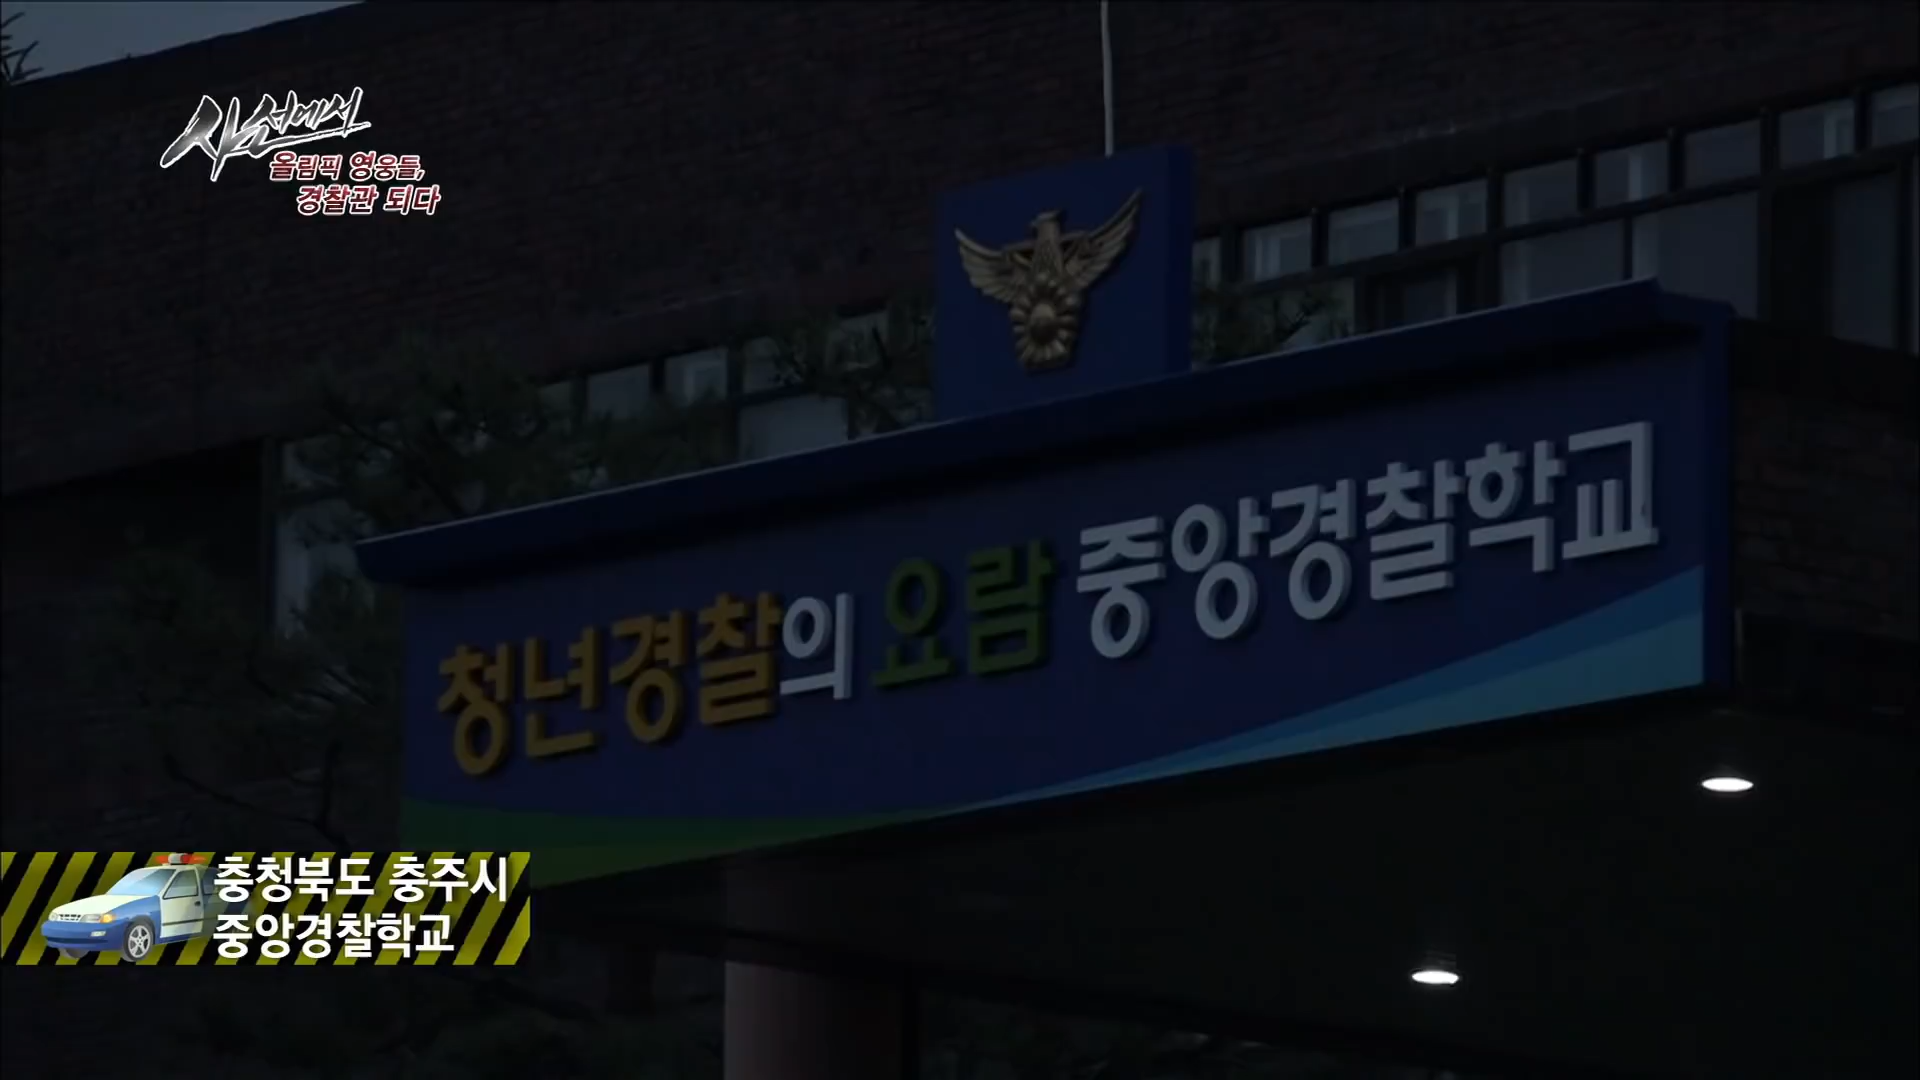 사선에서
올림픽 영웅들,
경찰관 되다
청년경찰의 요람 중앙경찰학교
충청북도 충주시
중앙경찰학교